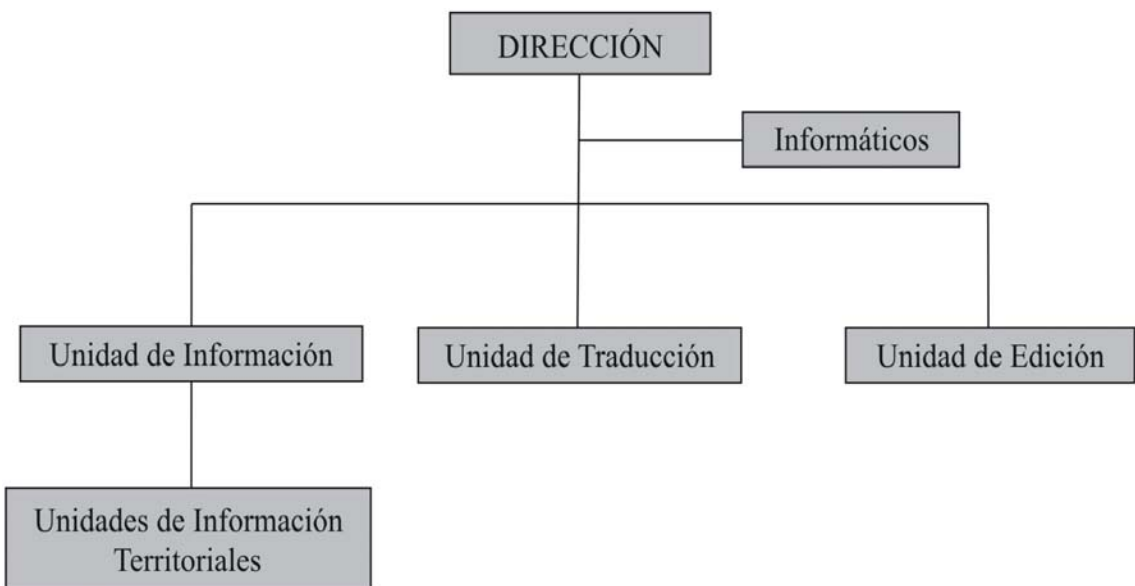 DIRECCIÓN
Informáticos
Unidad de Información
Unidad de Traducción
Unidad de Edición
Unidades de Información
Territoriales